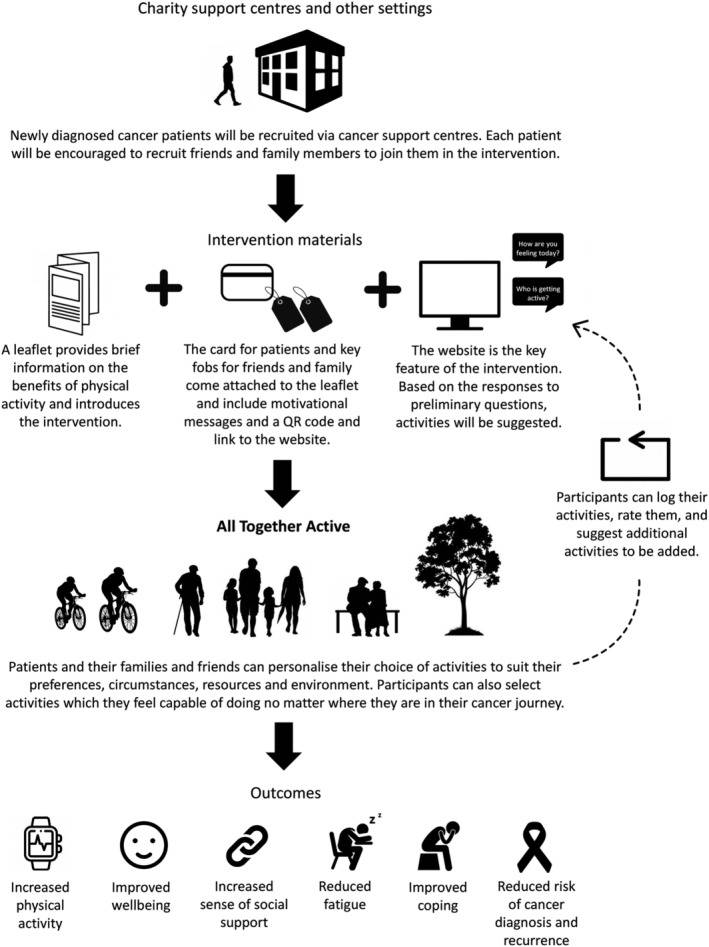 Charity support centres and other settings
Newly diagnosed cancer patients will be recruited via cancer support centres. Each patient
will be encouraged to recruit friends and family members to join them in the intervention.
Intervention materials
How are you
feeling today?
Who is getting
active?
A leaflet provides brief
information on the
benefits of physical
activity and introduces
the intervention.
The card for patients and key
fobs for friends and family
come attached to the leaflet
and include motivational
messages and a QR code and
link to the website.
The website is the key
feature of the intervention.
Based on the responses to
preliminary questions,
activities will be suggested.
Participants can log their
activities, rate them, and
suggest additional
activities to be added.
All Together Active
Patients and their families and friends can personalise their choice of activities to suit their
preferences, circumstances, resources and environment. Participants can also select
activities which they feel capable of doing no matter where they are in their cancer journey.
Outcomes
z z
Increased
physical
activity
Improved
wellbeing
Increased
sense of social
support
Reduced
fatigue
Improved
coping
Reduced risk
of cancer
diagnosis and
recurrence